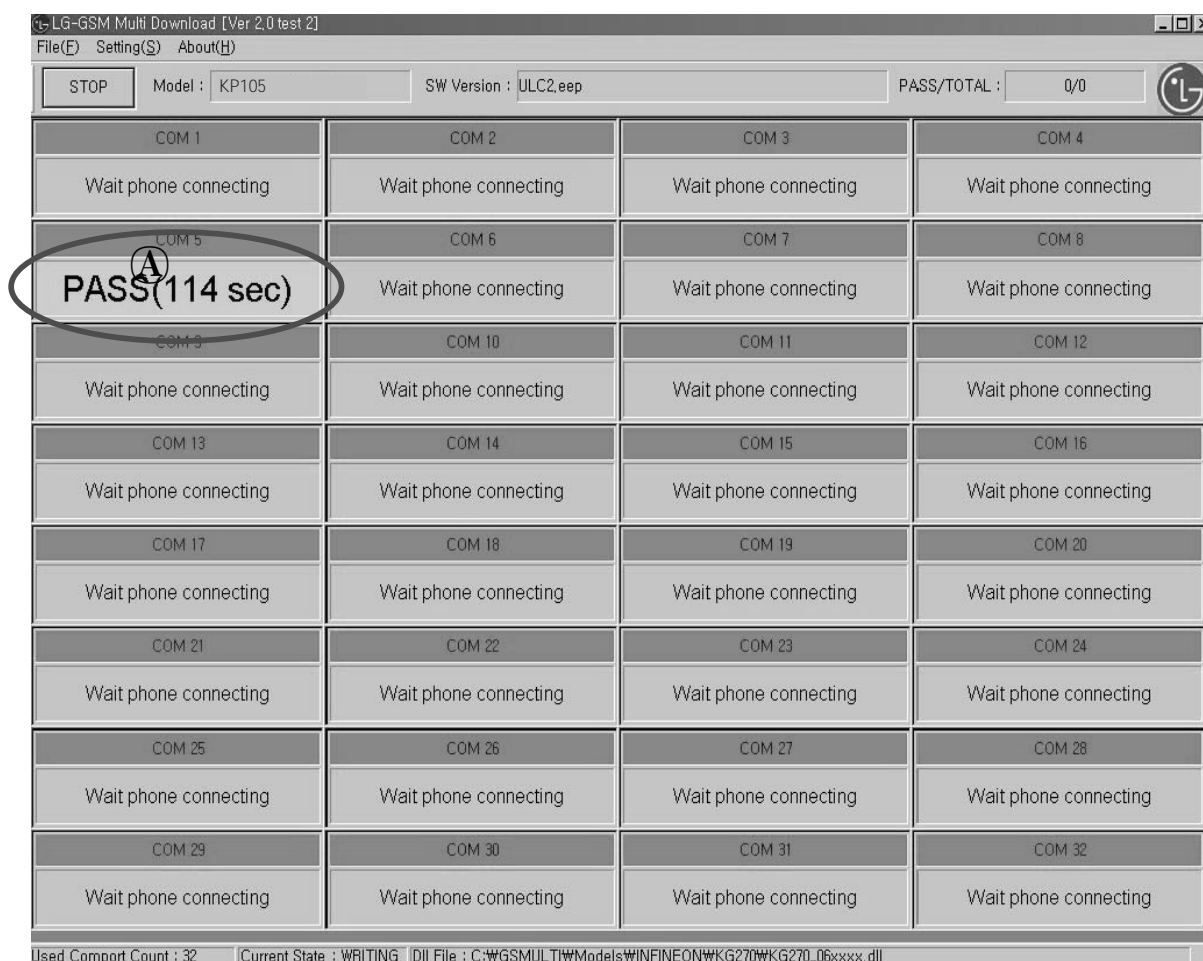 LG-GSM Multi Download [Ver 2,0 test 2]
File(F) Setting(S) About(H)
STOP Model : KP105 SW Version : ULC2,eep PASS/TOTAL : 0/0
COM 1 COM 2 COM 3 COM 4
Wait phone connecting Wait phone connecting Wait phone connecting Wait phone connecting
COM 5 COM 6 COM 7 COM 8
A
PASS(114 sec) Wait phone connecting Wait phone connecting Wait phone connecting
COM 9 COM 10 COM 11 COM 12
Wait phone connecting Wait phone connecting Wait phone connecting Wait phone connecting
COM 13 COM 14 COM 15 COM 16
Wait phone connecting Wait phone connecting Wait phone connecting Wait phone connecting
COM 17 COM 18 COM 19 COM 20
Wait phone connecting Wait phone connecting Wait phone connecting Wait phone connecting
COM 21 COM 22 COM 23 COM 24
Wait phone connecting Wait phone connecting Wait phone connecting Wait phone connecting
COM 25 COM 26 COM 27 COM 28
Wait phone connecting Wait phone connecting Wait phone connecting Wait phone connecting
COM 29 COM 30 COM 31 COM 32
Wait phone connecting Wait phone connecting Wait phone connecting Wait phone connecting
Used Comport Count : 32 Current State : WRITING Dll File : C:₩GSMULTI₩Models₩INFINEON₩KG270₩KG270_06xxxx.dll